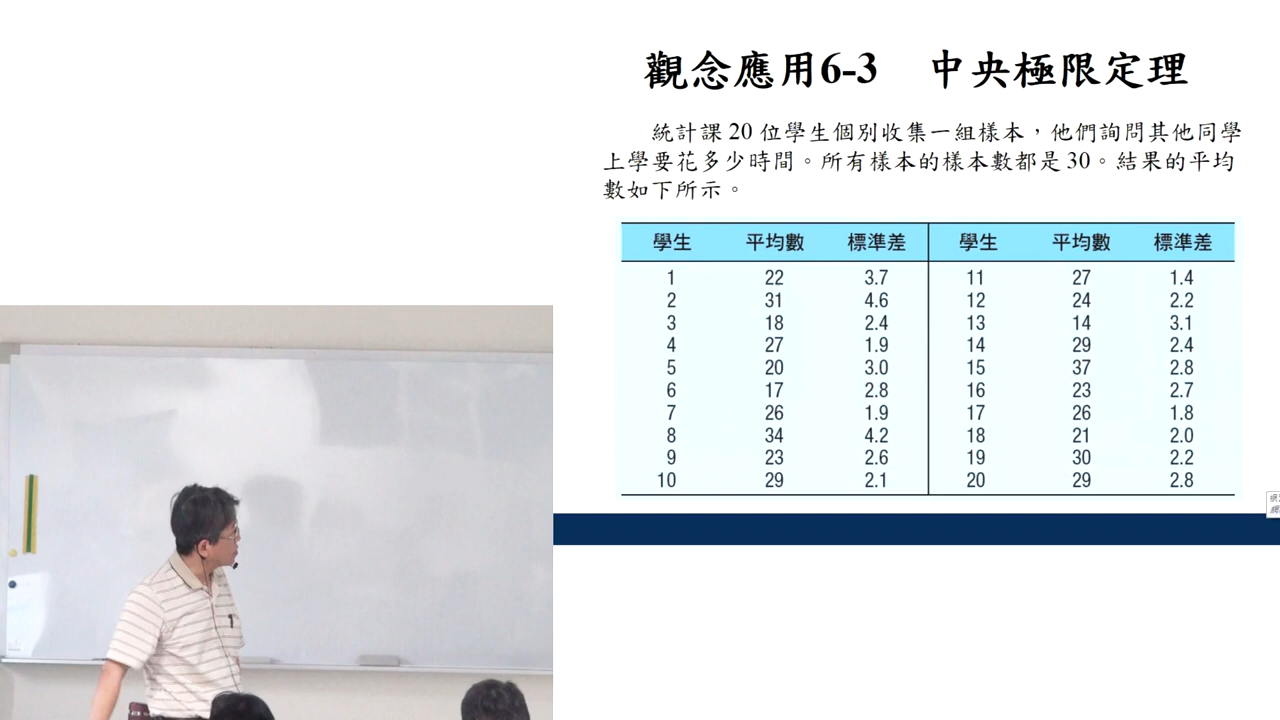 觀念應用6-3 中央極限定理
統計課 20 位學生個別收集一組樣本，他們詢問其他同學
上學要花多少時間。所有樣本的樣本數都是 30。結果的平均
數如下所示。
學生 平均數 標準差 學生 平均數 標準差
1 22 3.7 11 27 1.4
2 31 4.6 12 24 2.2
3 18 2.4 13 14 3.1
4 27 1.9 14 29 2.4
5 20 3.0 15 37 2.8
6 17 2.8 16 23 2.7
7 26 1.9 17 26 1.8
8 34 4.2 18 21 2.0
9 23 2.6 19 30 2.2
10 29 2.1 20 29 2.8